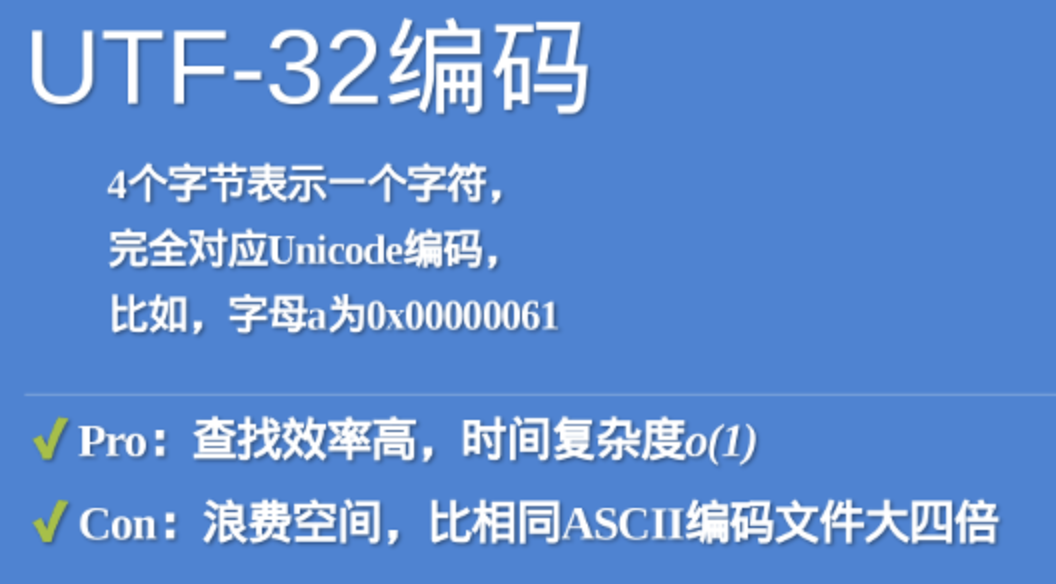 UTF-32编码
4个字节表示一个字符，
完全对应Unicode编码，
比如，字母a为0x00000061
Pro：查找效率高，时间复杂度o(1)
Con：浪费空间，比相同ASCII编码文件大四倍